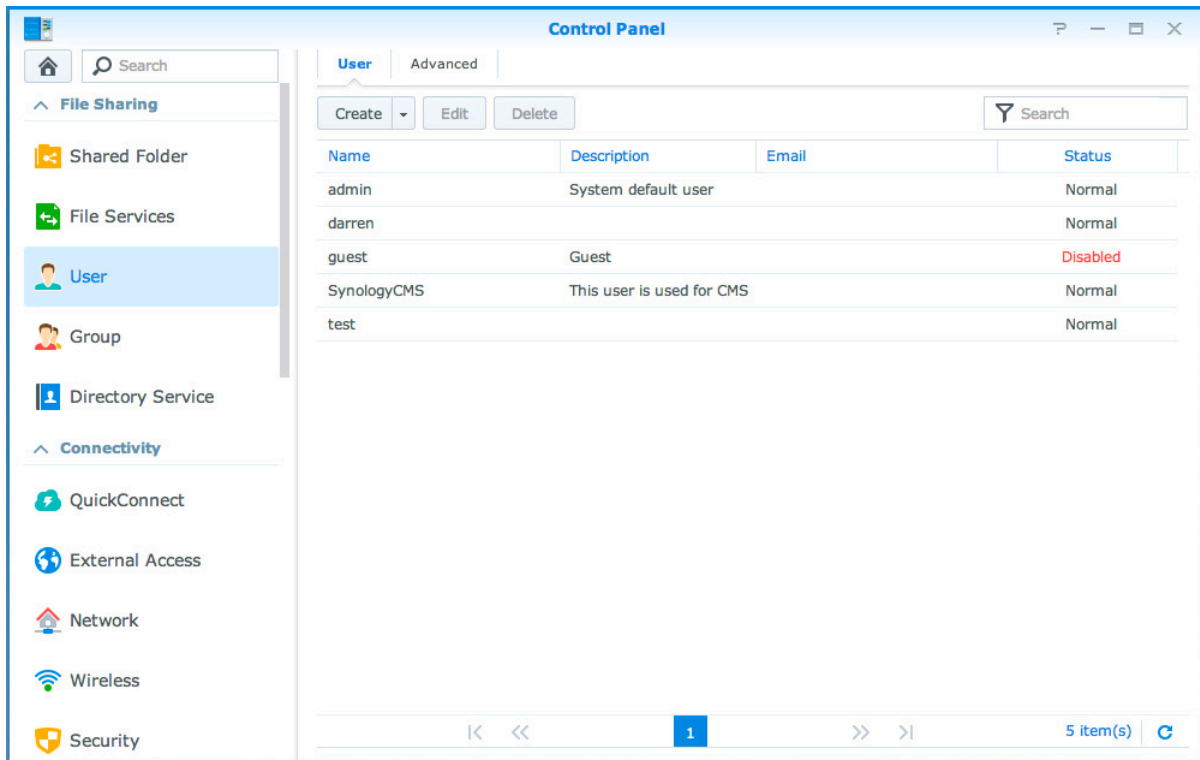 Control Panel
Search
File Sharing
Shared Folder
File Services
User
Group
Directory Service
Connectivity
QuickConnect
External Access
Network
Wireless
Security
User Advanced
Create Edit Delete Search
Name Description Email Status
admin System default user Normal
darren Normal
guest Guest Disabled
SynologyCMS This user is used for CMS Normal
test Normal
1 5 item(s)